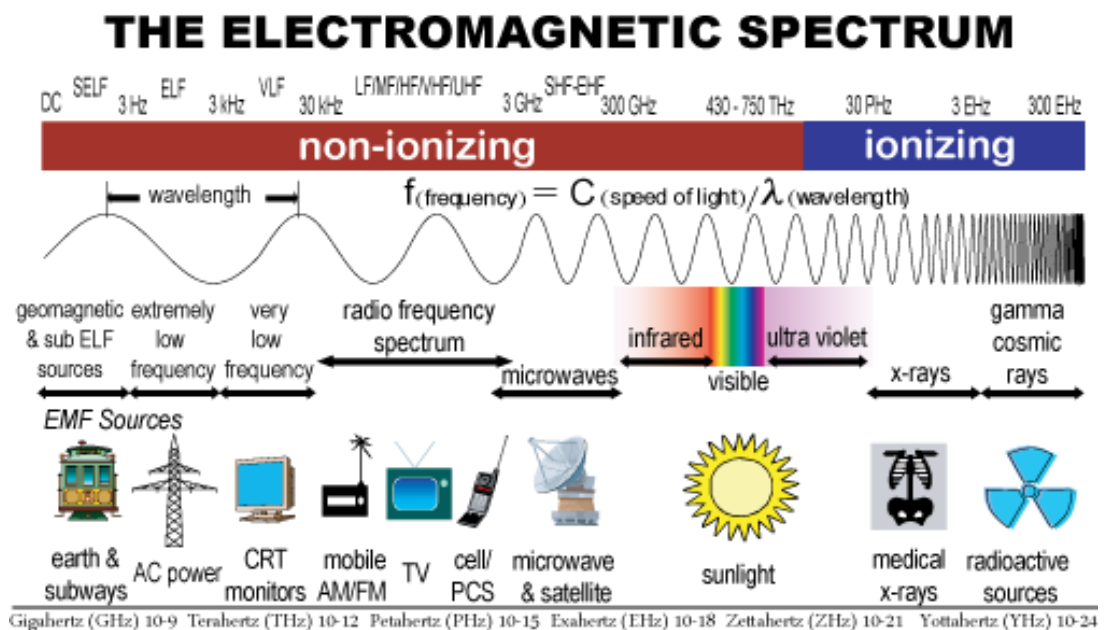 THE ELECTROMAGNETIC SPECTRUM
DC SELF 3 Hz ELF 3 kHz VLF 30 kHz LF/MF/HF/VHF/UHF 3 GHz SHF-EHF 300 GHz 430 - 750 THz 30 PHz 3 EHz 300 EHz
non-ionizing ionizing
wavelength f(frequency) = C (speed of light) / λ (wavelength)
geomagnetic
& sub ELF
sources
extremely
low
frequency
very
low
frequency
radio frequency
spectrum
microwaves
infrared
visible
ultra violet
x-rays
gamma
cosmic
rays
EMF Sources
earth &
subways
AC power
CRT
monitors
mobile
AM/FM
TV
cell/
PCS
microwave
& satellite
sunlight
medical
x-rays
radioactive
sources
Gigahertz (GHz) 10-9 Terahertz (THz) 10-12 Petahertz (PHz) 10-15 Exahertz (EHz) 10-18 Zettahertz (ZHz) 10-21 Yottahertz (YHz) 10-24